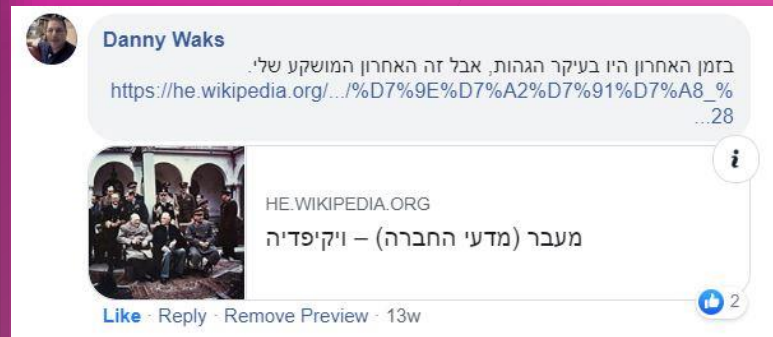 Danny Waks
בזמן האחרון היו בעיקר הגהות, אבל זה האחרון המושקע שלי.
https://he.wikipedia.org/.../%D7%9E%D7%A2%D7%91%D7%A8_%
28...
HE.WIKIPEDIA.ORG
מעבר (מדעי החברה) – ויקיפדיה
2
Like · Reply · Remove Preview · 13w